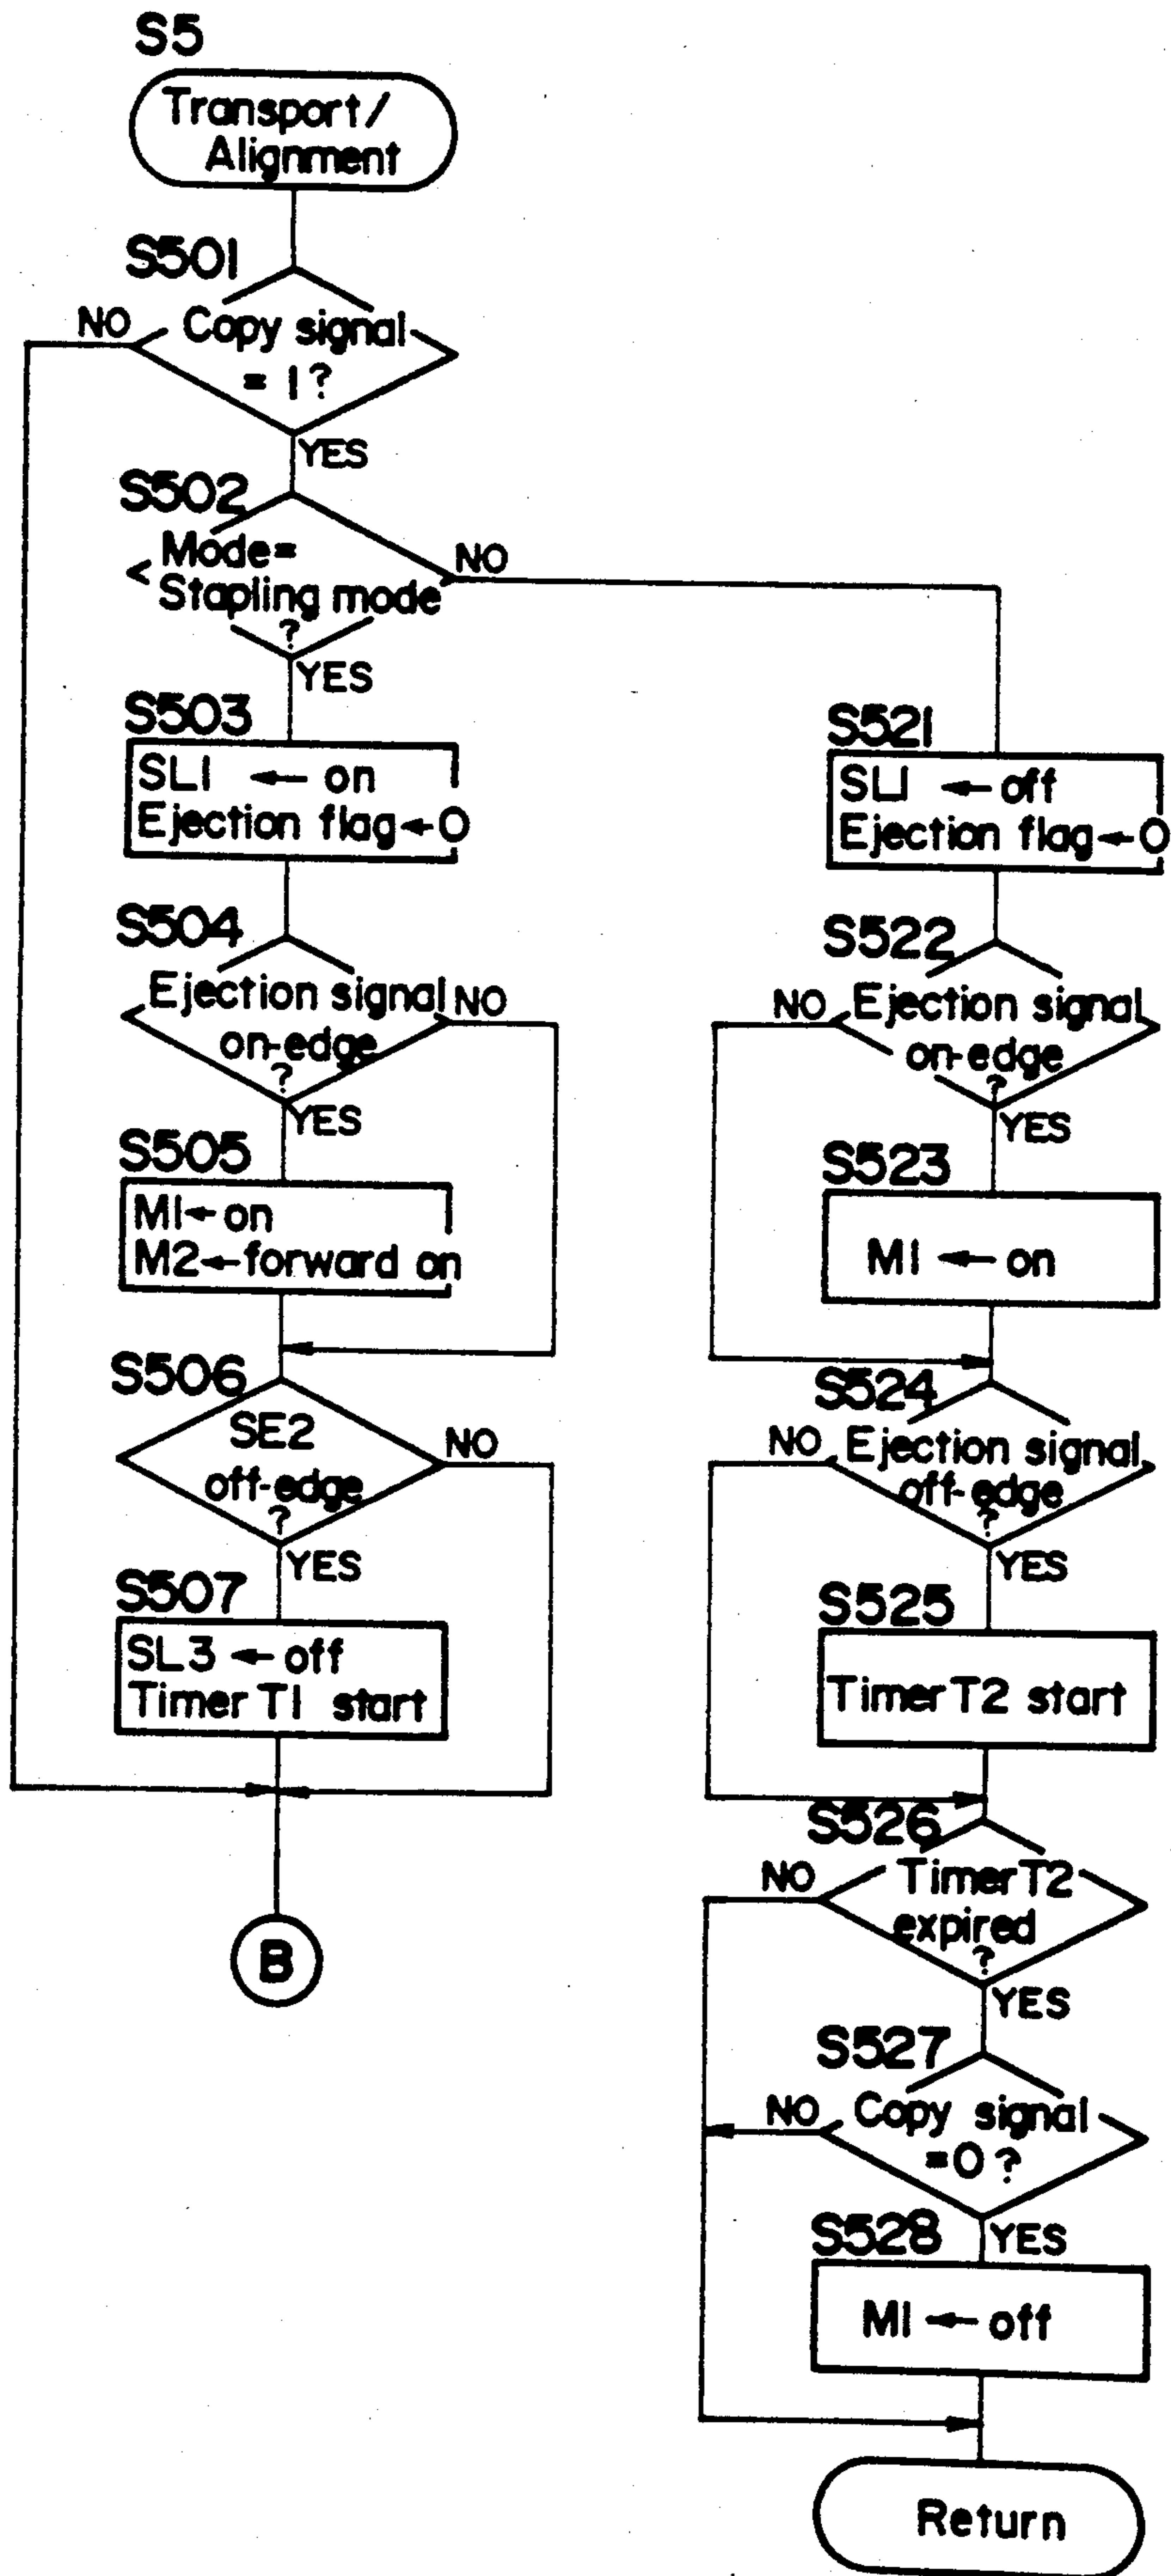 S5
Transport/
Alignment
S501
Copy signal
= 1?
NO
YES
S502
Mode=
Stapling mode
?
NO
YES
S503
SL1 ← on
Ejection flag←0
S504
Ejection signal
on-edge
?
NO
YES
S505
M1←on
M2←forward on
S506
SE2
off-edge
?
NO
YES
S507
SL3 ← off
Timer T1 start
B
S521
SL1 ← off
Ejection flag←0
S522
NO
Ejection signal
on-edge
?
YES
S523
M1 ← on
S524
NO
Ejection signal
off-edge
?
YES
S525
Timer T2 start
S526
NO
Timer T2
expired
?
YES
S527
NO
Copy signal
=0?
YES
S528
M1 ← off
Return